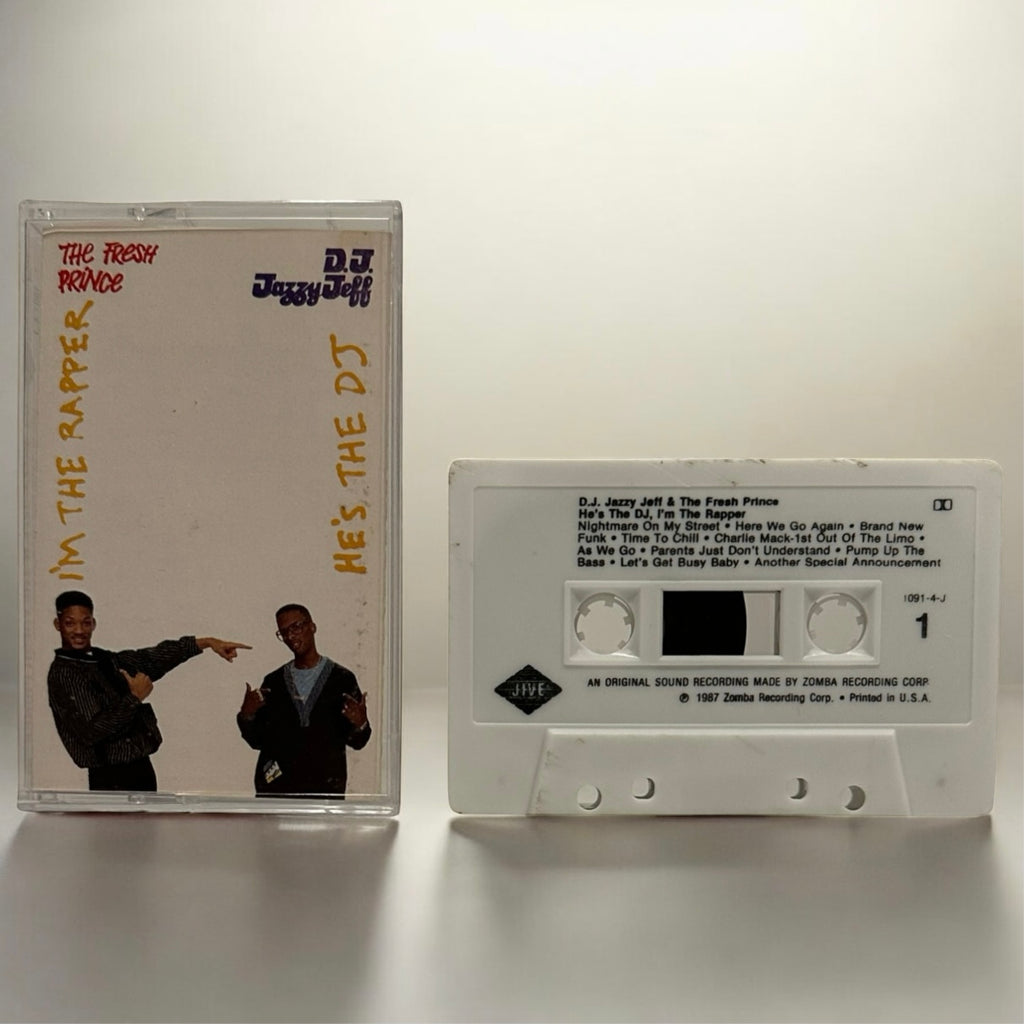 THE FRESH
PRINCE
D.J.
Jazzy Jeff
I'M THE RAPPER
HE'S THE DJ
D.J. Jazzy Jeff & The Fresh Prince
He's The DJ, I'm The Rapper
Nightmare On My Street • Here We Go Again • Brand New
Funk • Time To Chill • Charlie Mack-1st Out Of The Limo •
As We Go • Parents Just Don't Understand • Pump Up The
Bass • Let's Get Busy Baby • Another Special Announcement
1091-4-J
1
JIVE
AN ORIGINAL SOUND RECORDING MADE BY ZOMBA RECORDING CORP.
℗ 1987 Zomba Recording Corp. • Printed in U.S.A.